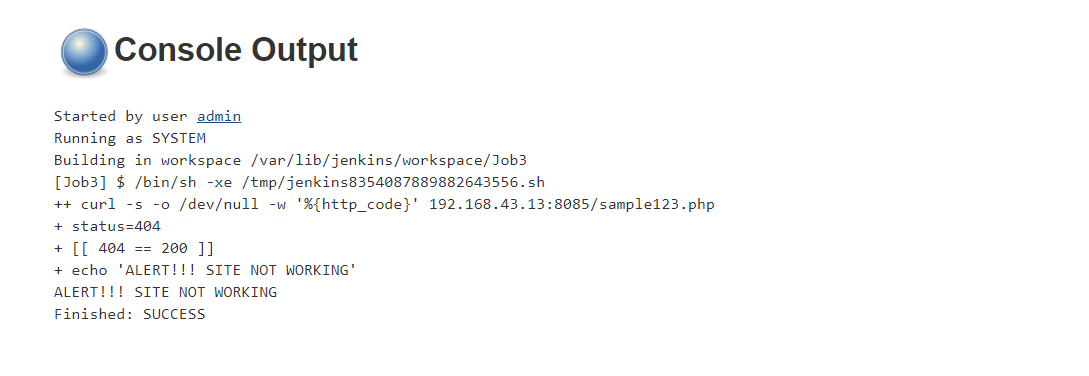 Console Output
Started by user admin
Running as SYSTEM
Building in workspace /var/lib/jenkins/workspace/Job3
[Job3] $ /bin/sh -xe /tmp/jenkins8354087889882643556.sh
++ curl -s -o /dev/null -w '%{http_code}' 192.168.43.13:8085/sample123.php
+ status=404
+ [[ 404 == 200 ]]
+ echo 'ALERT!!! SITE NOT WORKING'
ALERT!!! SITE NOT WORKING
Finished: SUCCESS